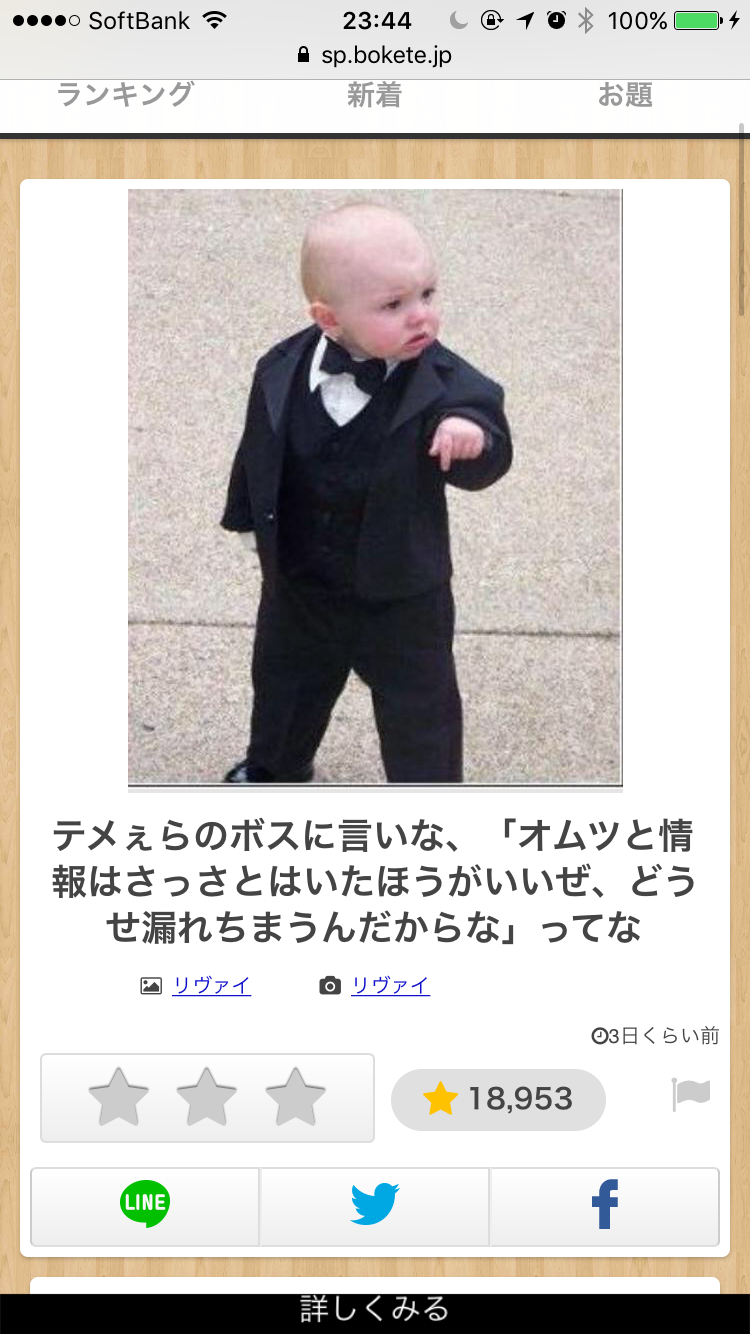 SoftBank 23:44 100%
sp.bokete.jp
ランキング 新着 お題
テメぇらのボスに言いな、「オムツと情
報はさっさとはいたほうがいいぜ、どう
せ漏れちまうんだからな」ってな
リヴァイ リヴァイ
3日くらい前
18,953
LINE
詳しくみる